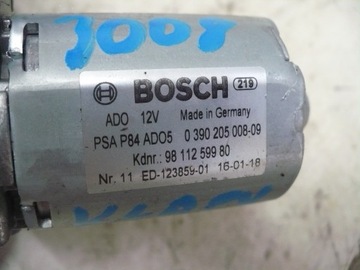 3008
BOSCH 219
ADO 12V Made in Germany
PSA P84 ADO5 0 390 205 008-09
Kdnr.: 98 112 599 80
Nr. 11 ED-123859-01 16-01-18